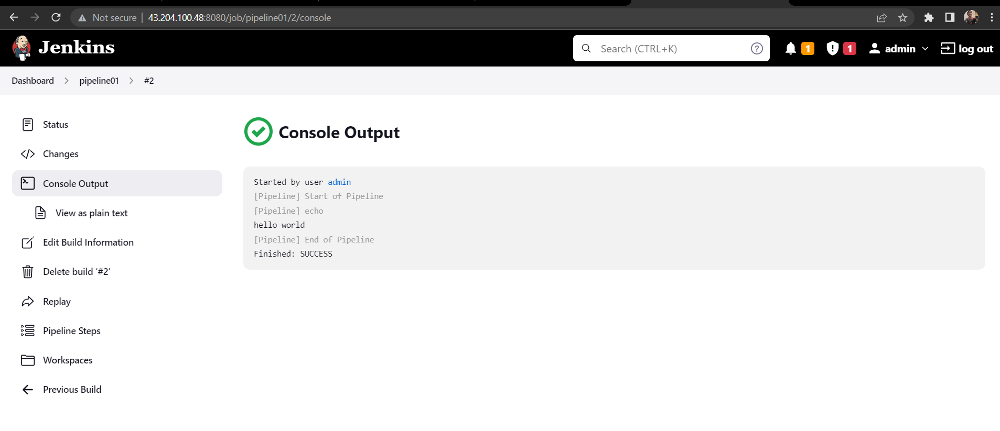 Not secure | 43.204.100.48:8080/job/pipeline01/2/console
Jenkins
Search (CTRL+K)
?
1
1
admin
log out
Dashboard > pipeline01 > #2
Status
Changes
Console Output
View as plain text
Edit Build Information
Delete build ‘#2’
Replay
Pipeline Steps
Workspaces
Previous Build
Console Output
Started by user admin
[Pipeline] Start of Pipeline
[Pipeline] echo
hello world
[Pipeline] End of Pipeline
Finished: SUCCESS